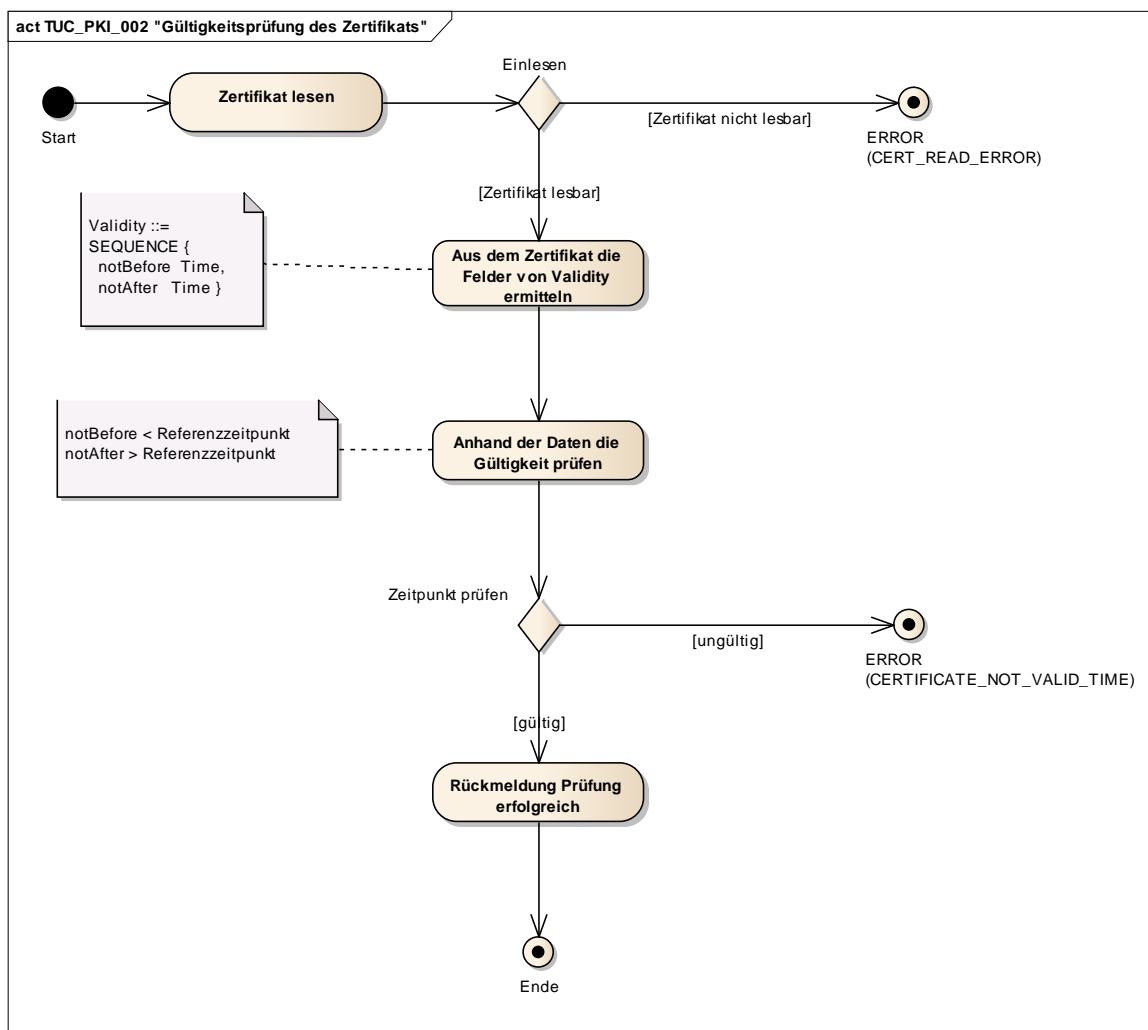 act TUC_PKI_002 "Gültigkeitsprüfung des Zertifikats"
Einlesen
Zertifikat lesen
[Zertifikat nicht lesbar]
Start
ERROR
(CERT_READ_ERROR)
[Zertifikat lesbar]
Validity ::=
SEQUENCE {
notBefore Time,
notAfter Time }
Aus dem Zertifikat die
Felder von Validity
ermitteln
notBefore < Referenzzeitpunkt
notAfter > Referenzzeitpunkt
Anhand der Daten die
Gültigkeit prüfen
Zeitpunkt prüfen
[ungültig]
ERROR
(CERTIFICATE_NOT_VALID_TIME)
[gültig]
Rückmeldung Prüfung
erfolgreich
Ende